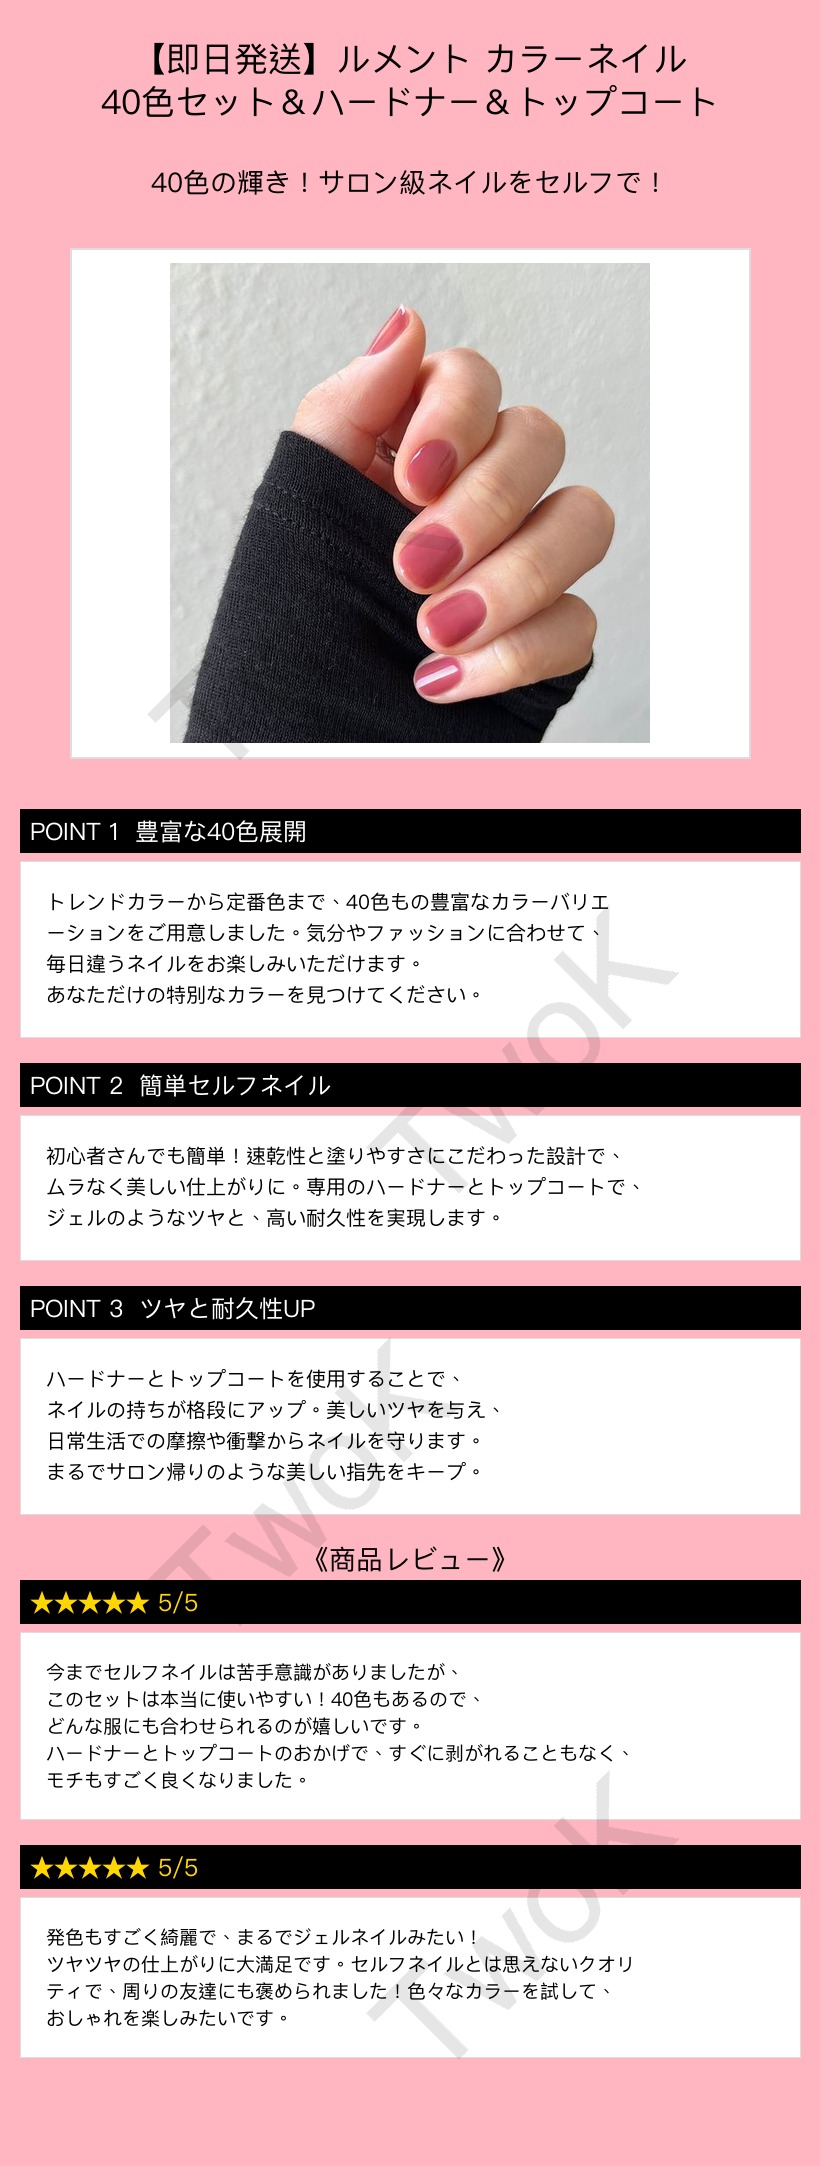 【即日発送】ルメント カラーネイル
40色セット＆ハードナー＆トップコート
40色の輝き！サロン級ネイルをセルフで！
POINT 1 豊富な40色展開
トレンドカラーから定番色まで、40色もの豊富なカラーバリエ
ーションをご用意しました。気分やファッションに合わせて、
毎日違うネイルをお楽しみいただけます。
あなただけの特別なカラーを見つけてください。
POINT 2 簡単セルフネイル
初心者さんでも簡単！速乾性と塗りやすさにこだわった設計で、
ムラなく美しい仕上がりに。専用のハードナーとトップコートで、
ジェルのようなツヤと、高い耐久性を実現します。
POINT 3 ツヤと耐久性UP
ハードナーとトップコートを使用することで、
ネイルの持ちが格段にアップ。美しいツヤを与え、
日常生活での摩擦や衝撃からネイルを守ります。
まるでサロン帰りのような美しい指先をキープ。
《商品レビュー》
★★★★★ 5/5
今までセルフネイルは苦手意識がありましたが、
このセットは本当に使いやすい！40色もあるので、
どんな服にも合わせられるのが嬉しいです。
ハードナーとトップコートのおかげで、すぐに剥がれることもなく、
モチもすごく良くなりました。
★★★★★ 5/5
発色もすごく綺麗で、まるでジェルネイルみたい！
ツヤツヤの仕上がりに大満足です。セルフネイルとは思えないクオリ
ティで、周りの友達にも褒められました！色々なカラーを試して、
おしゃれを楽しみたいです。
TwoK
TwoK
TwoK